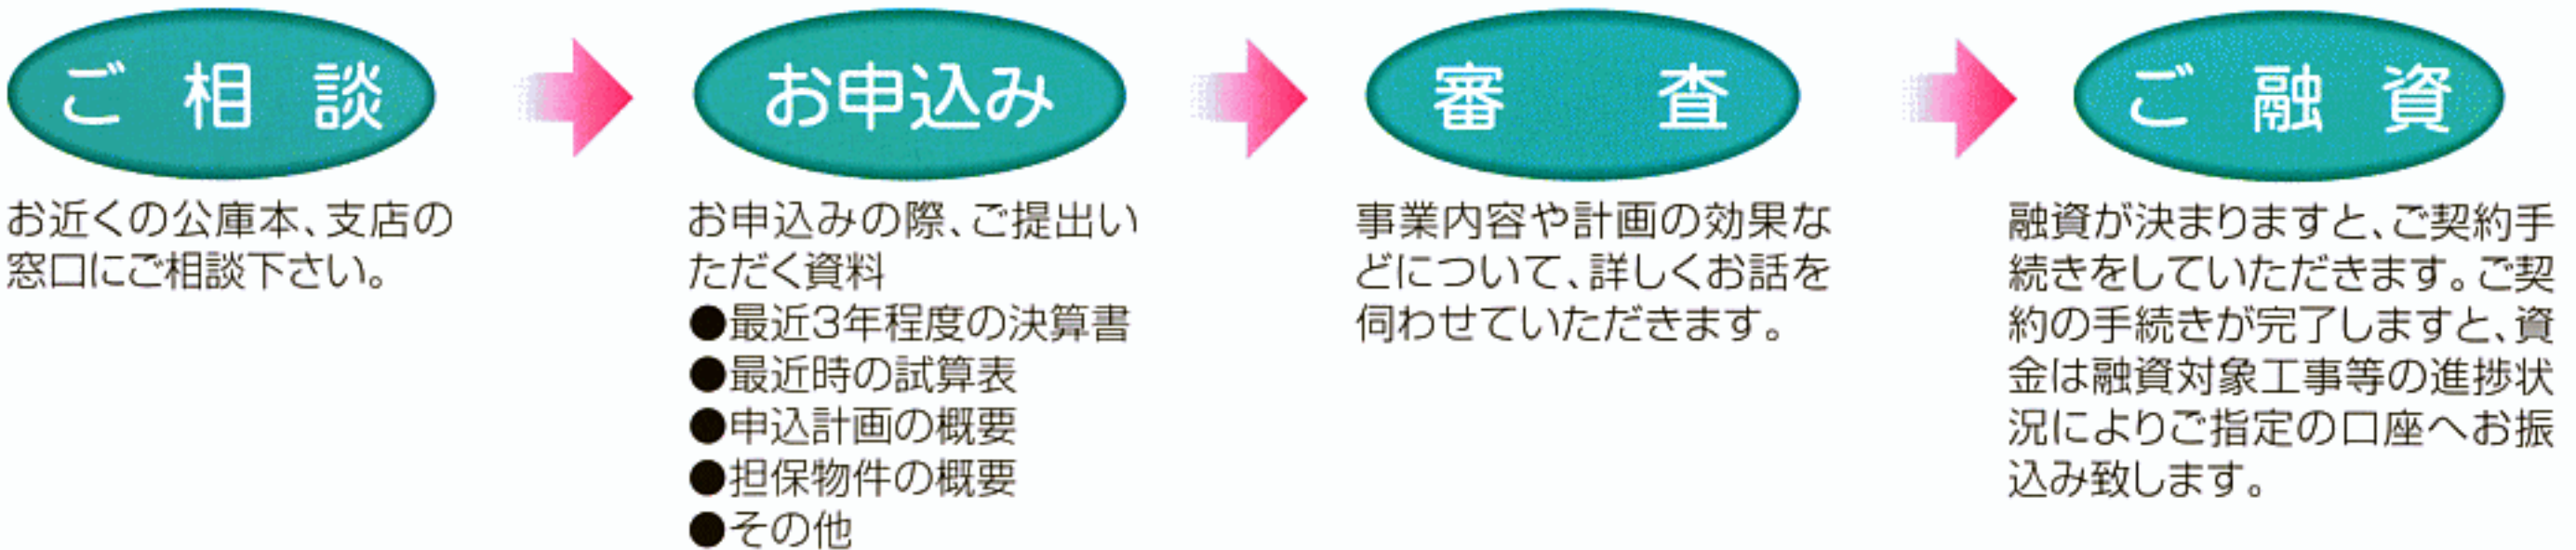 ご相談
お近くの公庫本、支店の
窓口にご相談下さい。
お申込み
お申込みの際、ご提出い
ただく資料
●最近3年程度の決算書
●最近時の試算表
●申込計画の概要
●担保物件の概要
●その他
審査
事業内容や計画の効果な
どについて、詳しくお話を
伺わせていただきます。
ご融資
融資が決まりますと、ご契約手
続きをしていただきます。ご契
約の手続きが完了しますと、資
金は融資対象工事等の進捗状
況によりご指定の口座へお振
込み致します。